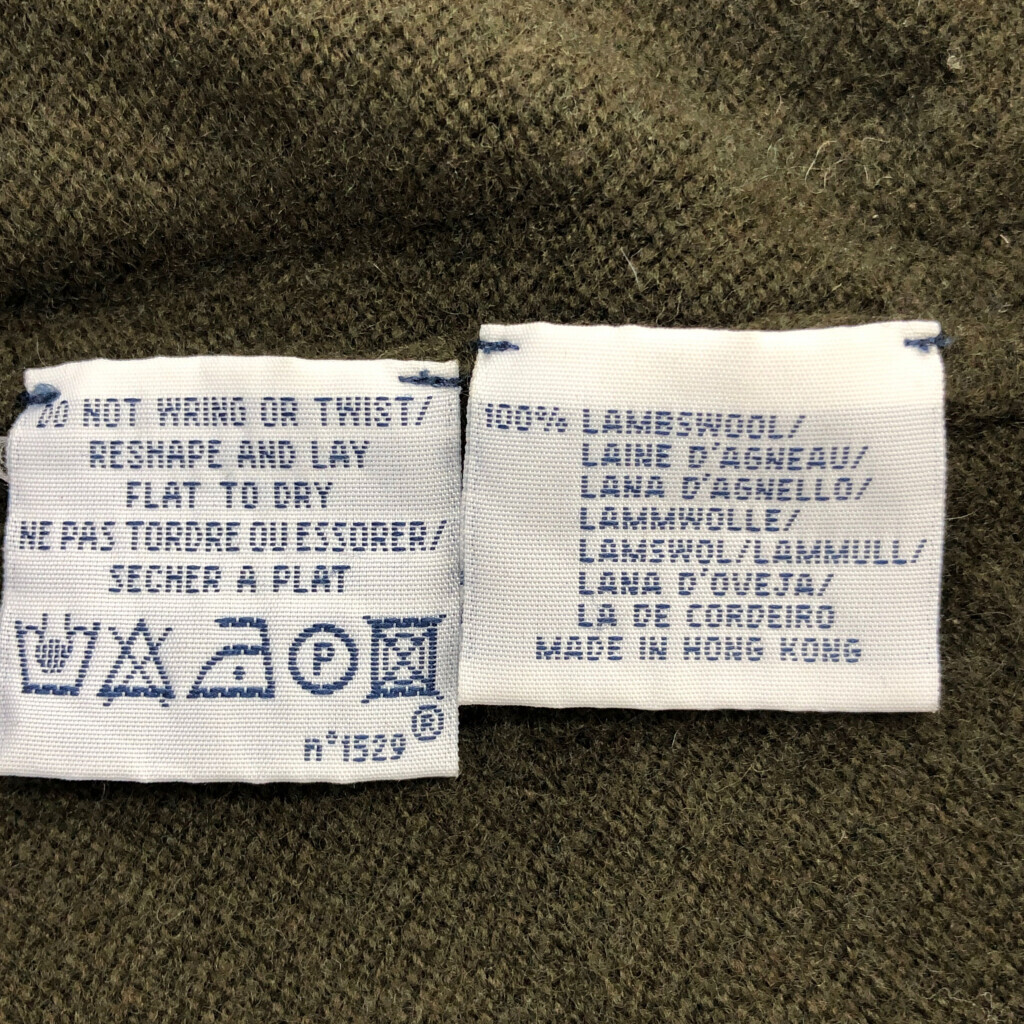 DO NOT WRING OR TWIST/
RESHAPE AND LAY
FLAT TO DRY
NE PAS TORDRE OU ESSORER/
SECHER A PLAT
P
n°1529 ®
100% LAMBSWOOL/
LAINE D'AGNEAU/
LANA D'AGNELLO/
LAMMWOLLE/
LAMSWOL/LAMMULL/
LANA D'OVEJA/
LA DE CORDEIRO
MADE IN HONG KONG